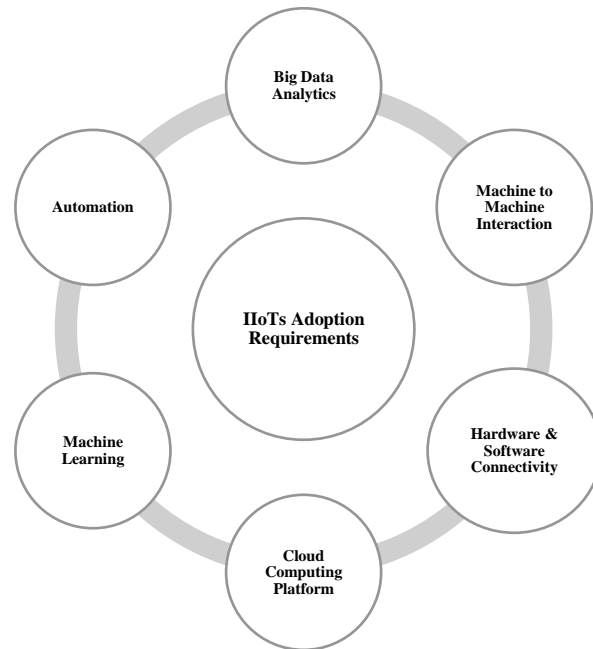 Big Data
Analytics
Machine to
Machine
Interaction
Hardware &
Software
Connectivity
Cloud
Computing
Platform
Machine
Learning
Automation
IIoTs Adoption
Requirements